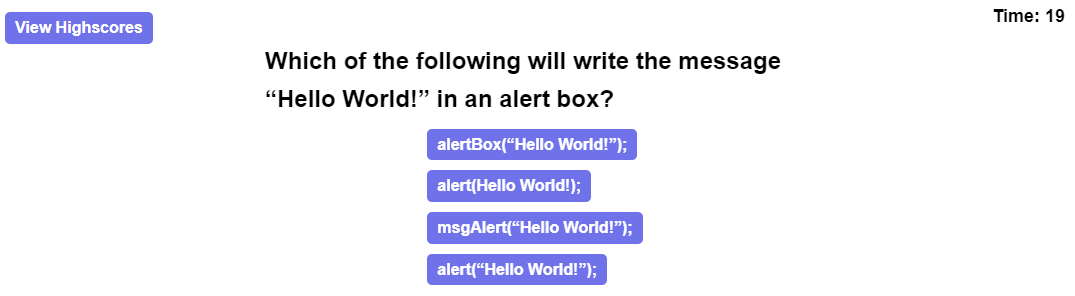 View Highscores
Time: 19
Which of the following will write the message
“Hello World!” in an alert box?
alertBox(“Hello World!”);
alert(Hello World!);
msgAlert(“Hello World!”);
alert(“Hello World!”);